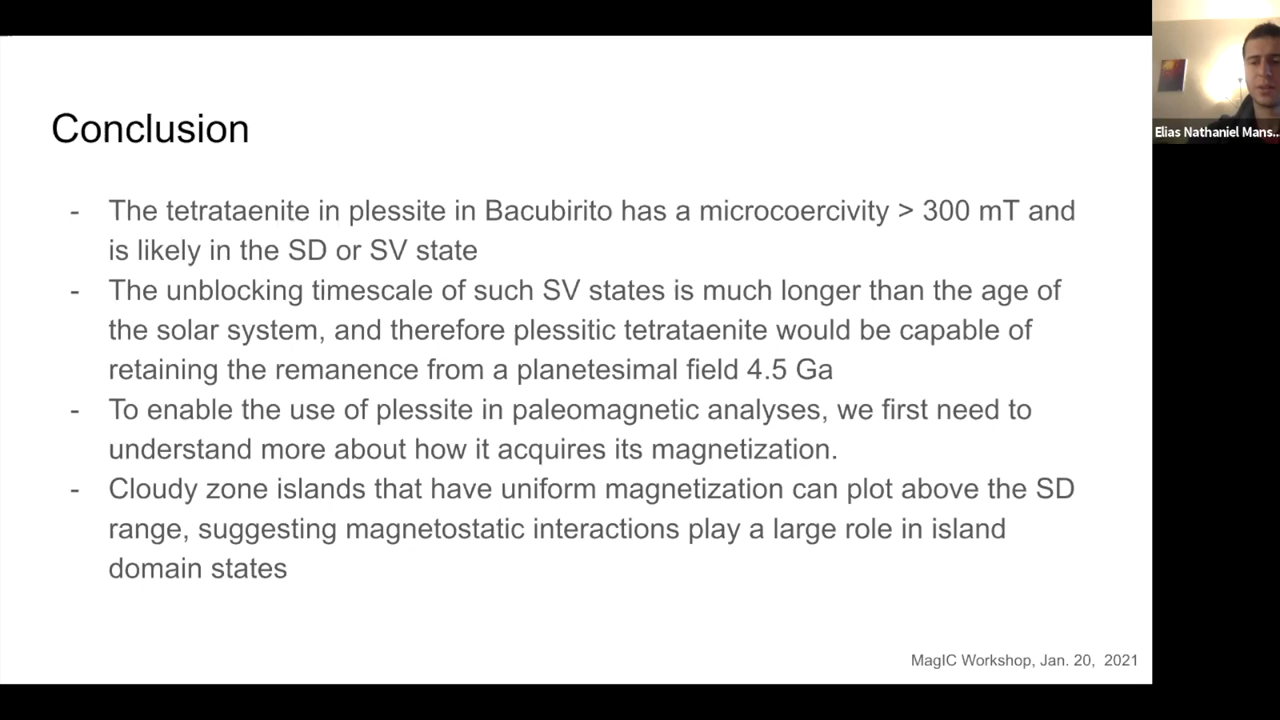 Conclusion
- The tetrataenite in plessite in Bacubirito has a microcoercivity > 300 mT and
is likely in the SD or SV state
- The unblocking timescale of such SV states is much longer than the age of
the solar system, and therefore plessitic tetrataenite would be capable of
retaining the remanence from a planetesimal field 4.5 Ga
- To enable the use of plessite in paleomagnetic analyses, we first need to
understand more about how it acquires its magnetization.
- Cloudy zone islands that have uniform magnetization can plot above the SD
range, suggesting magnetostatic interactions play a large role in island
domain states
MagIC Workshop, Jan. 20, 2021
Elias Nathaniel Mans...